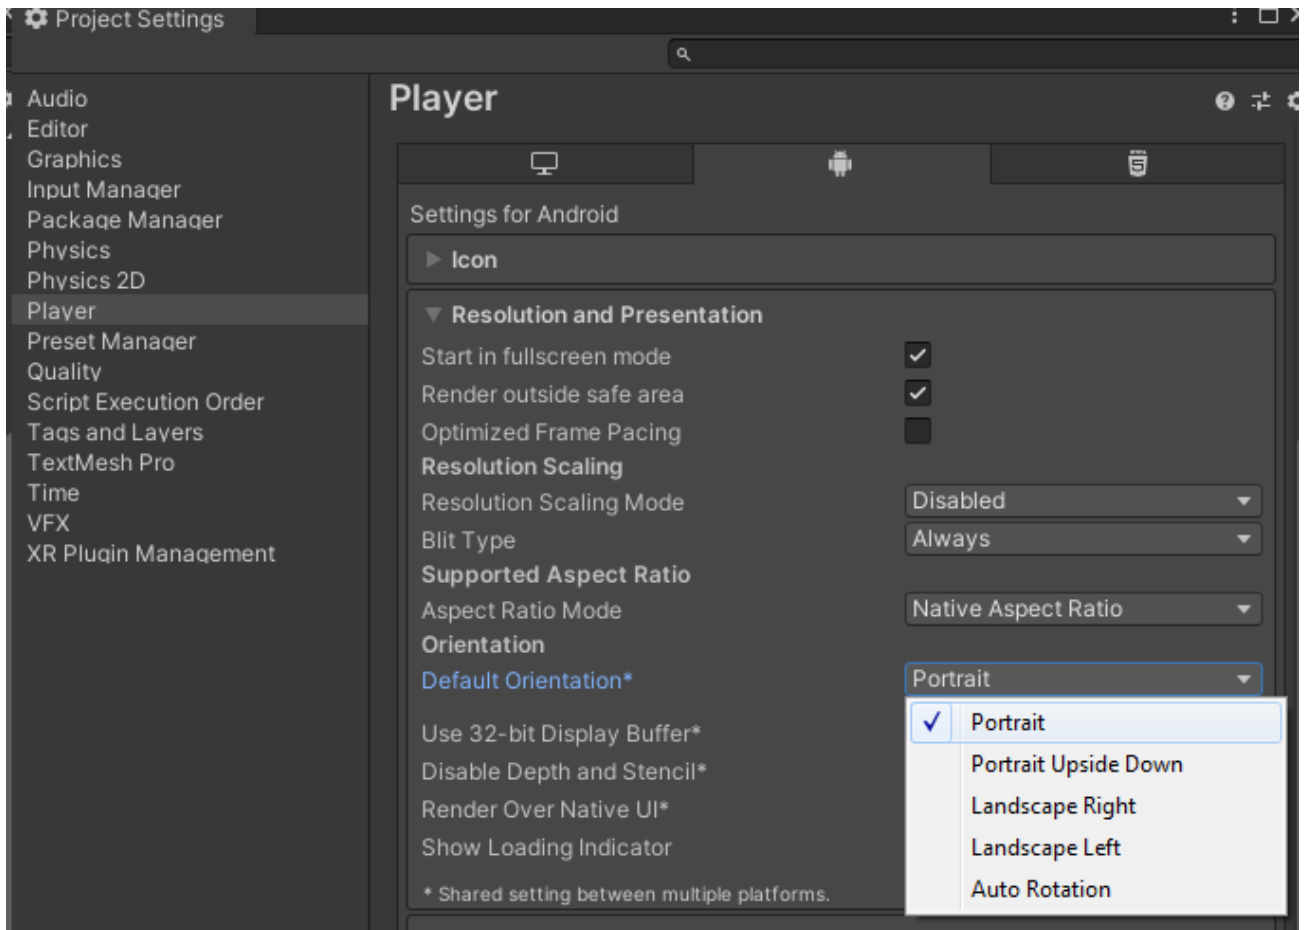 Project Settings
Audio
Editor
Graphics
Input Manager
Package Manager
Physics
Physics 2D
Player
Preset Manager
Quality
Script Execution Order
Tags and Layers
TextMesh Pro
Time
VFX
XR Plugin Management
Player
Settings for Android
Icon
Resolution and Presentation
Start in fullscreen mode
Render outside safe area
Optimized Frame Pacing
Resolution Scaling
Resolution Scaling Mode Disabled
Blit Type Always
Supported Aspect Ratio
Aspect Ratio Mode Native Aspect Ratio
Orientation
Default Orientation* Portrait
Use 32-bit Display Buffer*
Disable Depth and Stencil*
Render Over Native UI*
Show Loading Indicator
* Shared setting between multiple platforms.
Portrait
Portrait Upside Down
Landscape Right
Landscape Left
Auto Rotation